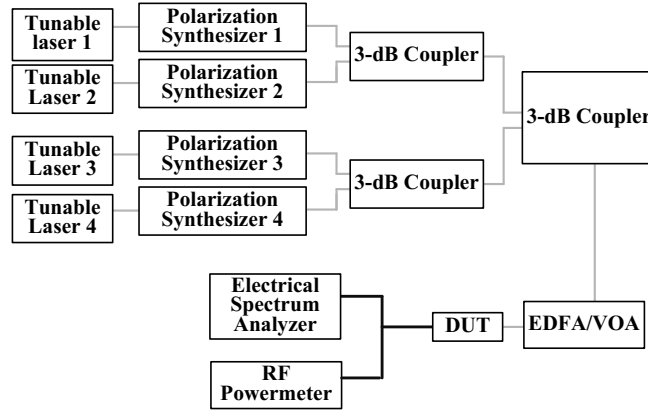 Tunable
laser 1
Polarization
Synthesizer 1
Tunable
Laser 2
Polarization
Synthesizer 2
3-dB Coupler
3-dB Coupler
Tunable
Laser 3
Polarization
Synthesizer 3
Tunable
Laser 4
Polarization
Synthesizer 4
3-dB Coupler
Electrical
Spectrum
Analyzer
DUT
EDFA/VOA
RF
Powermeter